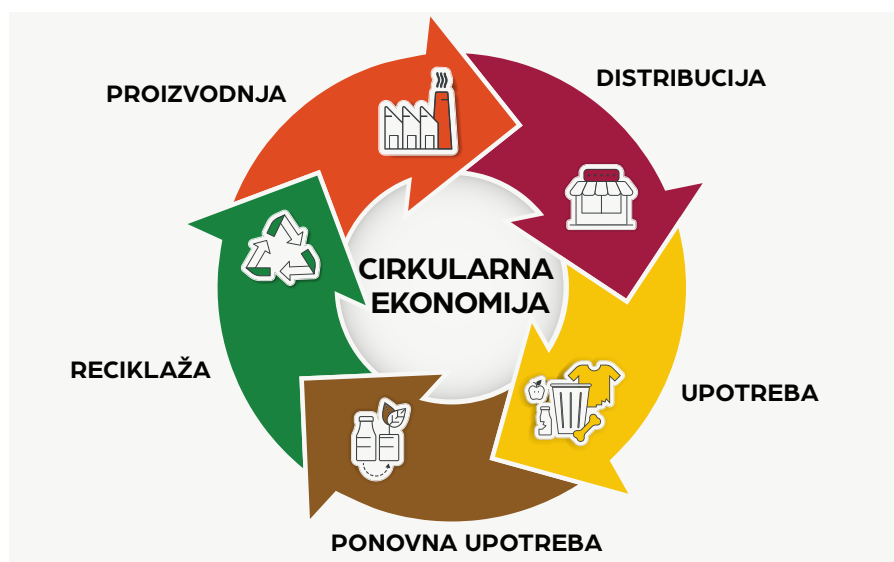 PROIZVODNJA
DISTRIBUCIJA
CIRKULARNA
EKONOMIJA
RECIKLAŽA
UPOTREBA
PONOVNA UPOTREBA